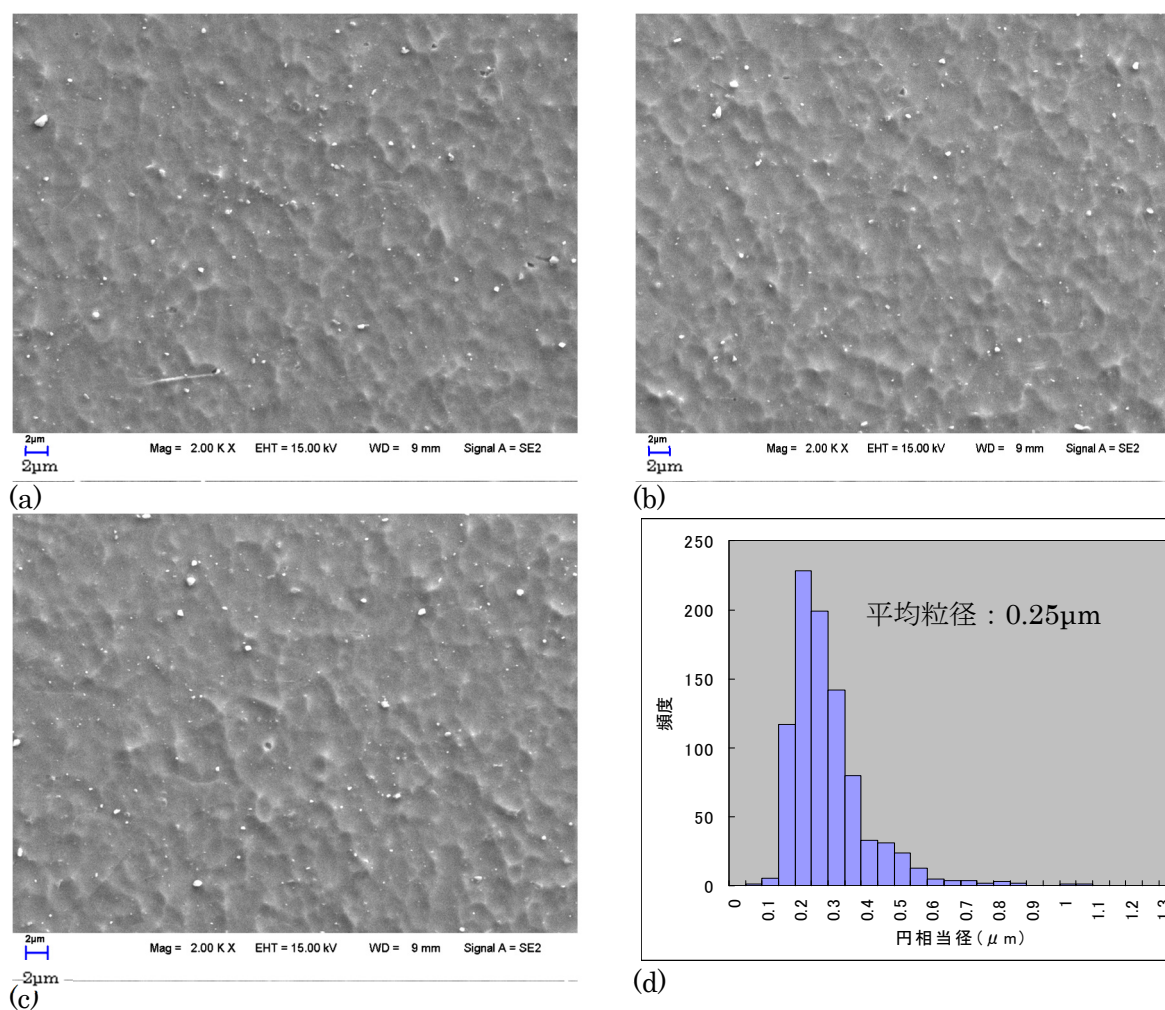 2μm
Mag = 2.00 K X EHT = 15.00 kV WD = 9 mm Signal A = SE2
2μm
(a)
2μm
Mag = 2.00 K X EHT = 15.00 kV WD = 9 mm Signal A = SE2
2μm
(b)
2μm
Mag = 2.00 K X EHT = 15.00 kV WD = 9 mm Signal A = SE2
2μm
(c)
250
200
150
100
50
0
頻度
平均粒径：0.25μm
0 0.1 0.2 0.3 0.4 0.5 0.6 0.7 0.8 0.9 1 1.1 1.2 1.3
円相当径(μm)
(d)